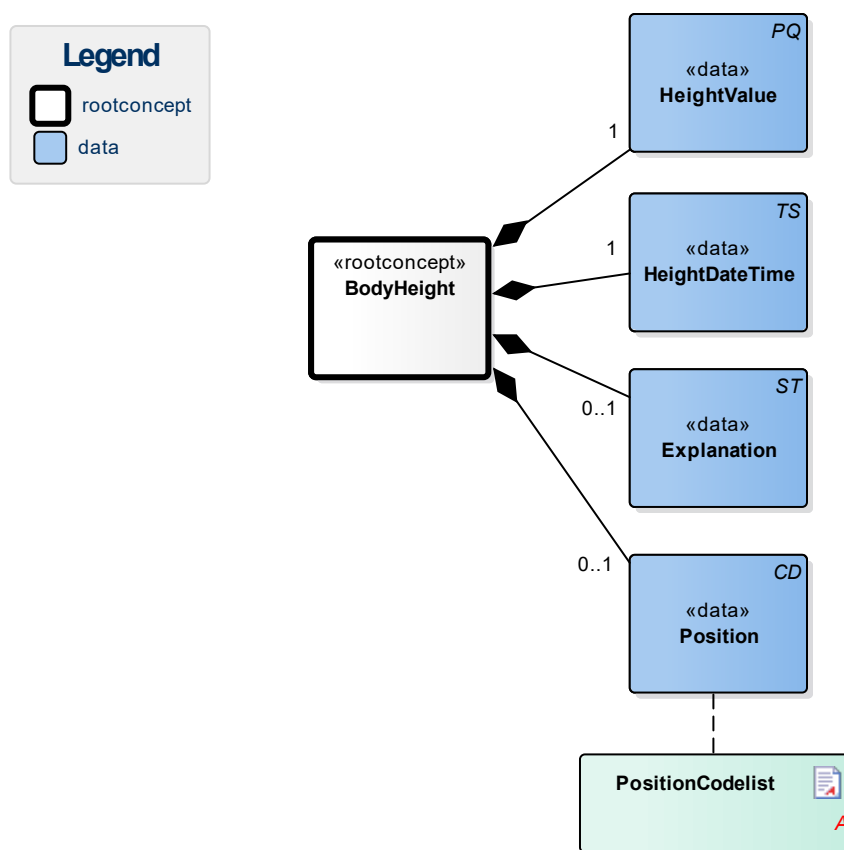 Legend
rootconcept
data
PQ
«data»
HeightValue
1
TS
«data»
HeightDateTime
1
«rootconcept»
BodyHeight
ST
«data»
Explanation
0..1
CD
«data»
Position
0..1
PositionCodelist
A